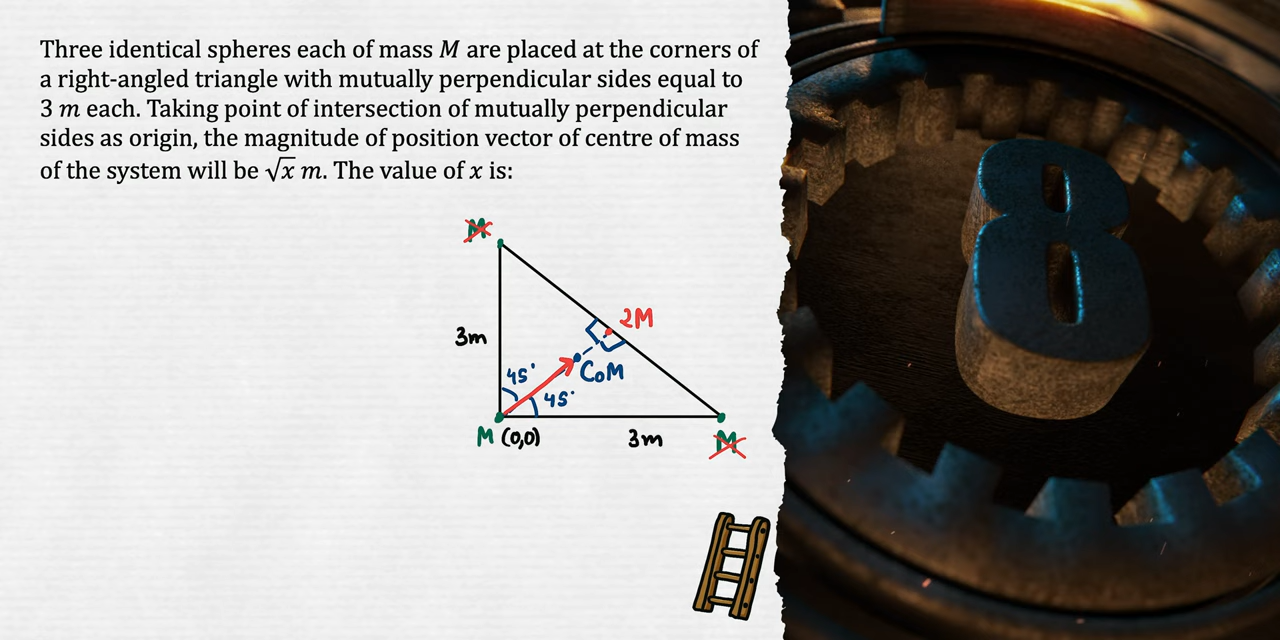 Three identical spheres each of mass M are placed at the corners of
a right-angled triangle with mutually perpendicular sides equal to
3 m each. Taking point of intersection of mutually perpendicular
sides as origin, the magnitude of position vector of centre of mass
of the system will be √x m. The value of x is:
M
2M
3m
CoM
45°
45°
M (0,0)
3m
M
8